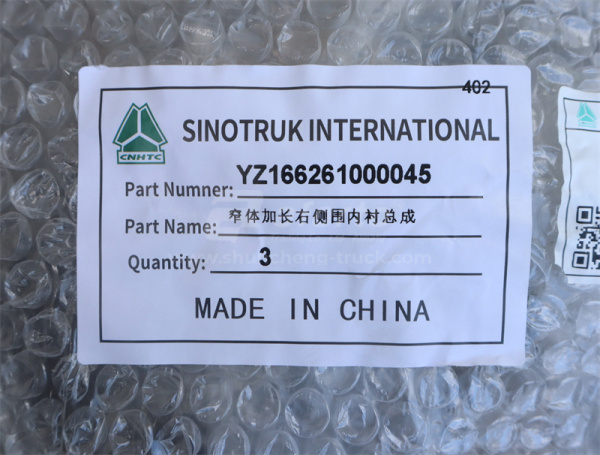 402
SINOTRUK INTERNATIONAL
CNHTC
Part Numner: YZ166261000045
Part Name: 窄体加长右侧围内衬总成
Quantity: 3
MADE IN CHINA